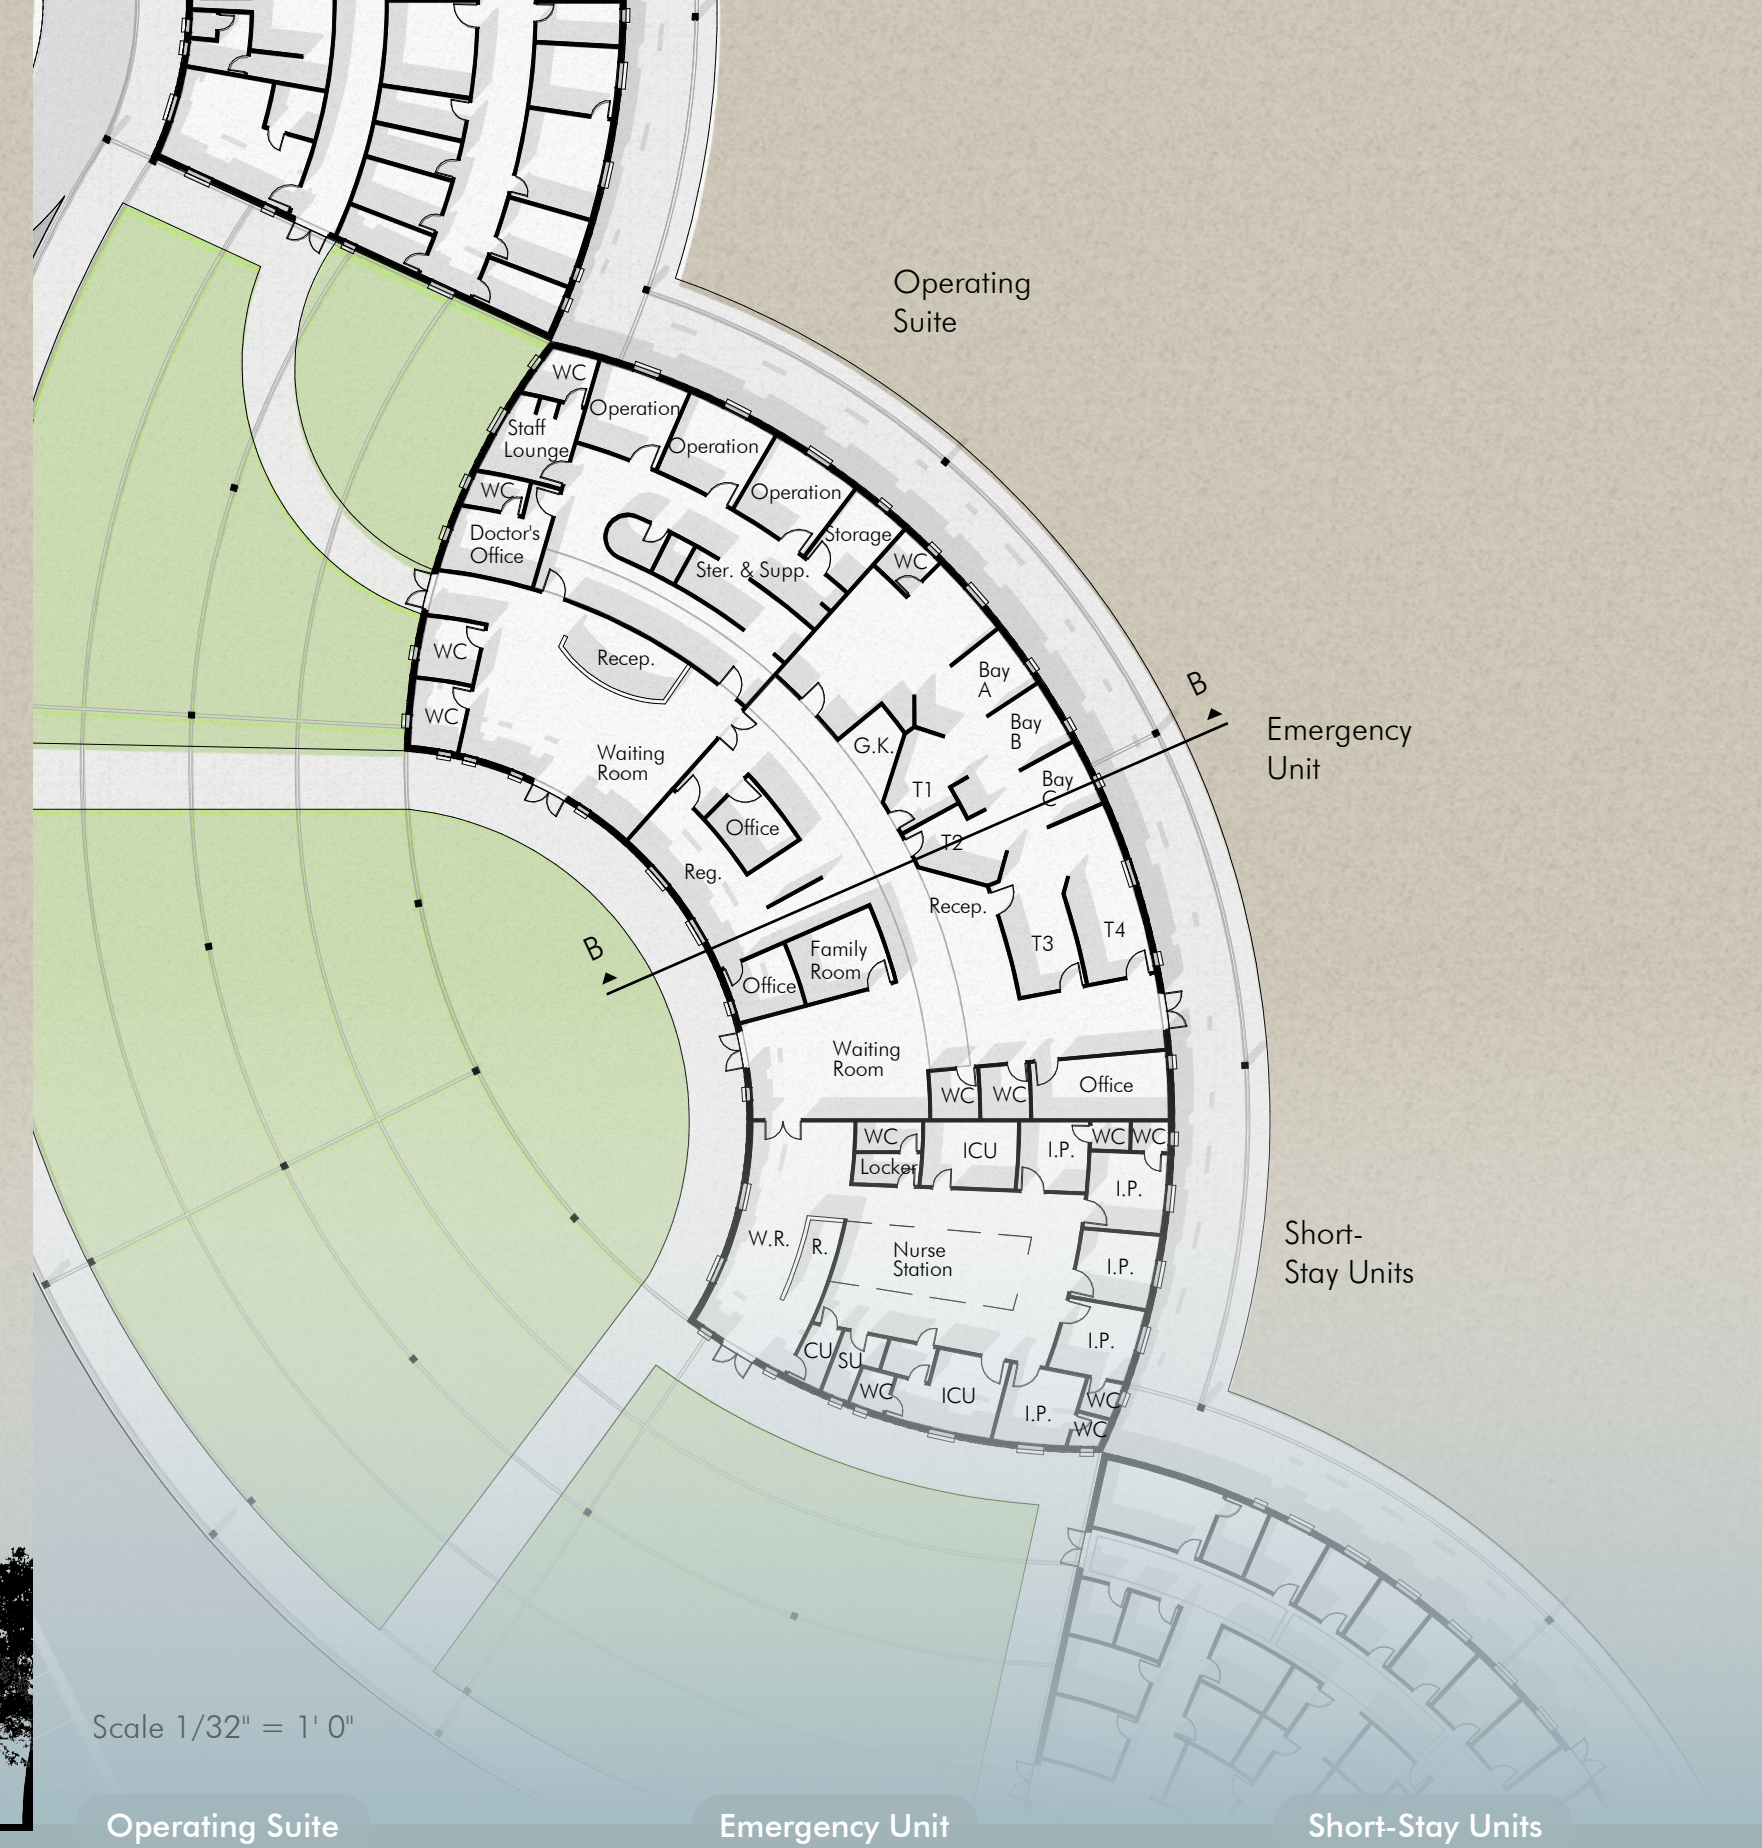 Operating
Suite
WC
Operation
Staff
Lounge
Operation
WC
Operation
Doctor's
Office
Storage
WC
Ster. & Supp.
WC
Recep.
Bay
A
B
WC
Bay
B
Emergency
Unit
G.K.
Waiting
Room
T1
Bay
C
Office
T2
Reg.
Recep.
T4
T3
B
Family
Room
Office
Waiting
Room
WC
WC
Office
WC
ICU
I.P.
WC
WC
Locker
I.P.
Short-
Stay Units
W.R.
R.
Nurse
Station
I.P.
I.P.
CU
SU
WC
ICU
I.P.
WC
WC
Scale 1/32" = 1' 0"
Operating Suite
Emergency Unit
Short-Stay Units